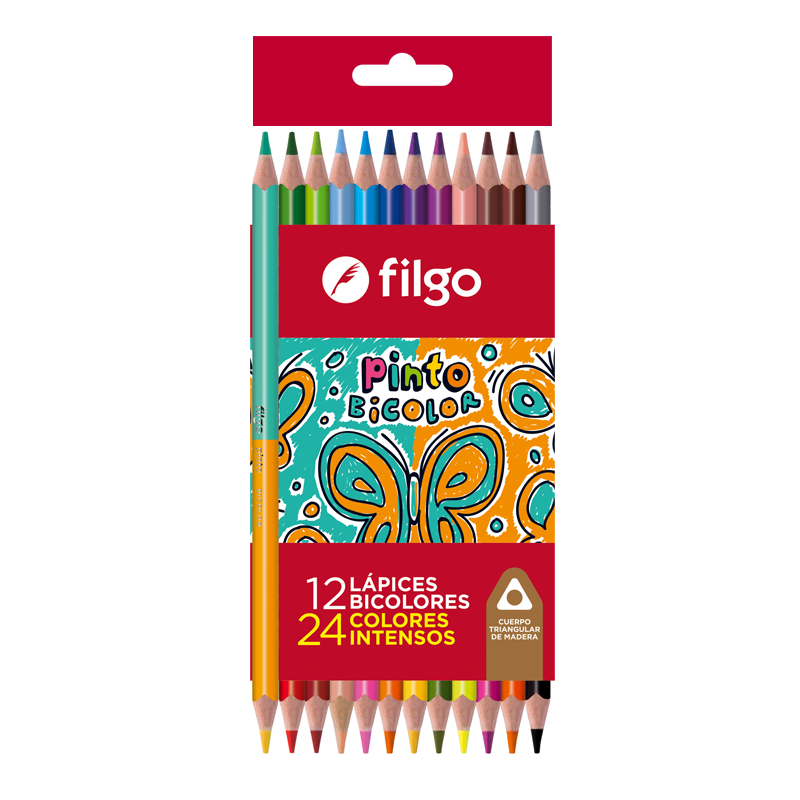 filgo
pinto
BiCOLOR
12 LÁPICES
BICOLORES
24 COLORES
INTENSOS
CUERPO
TRIANGULAR
DE MADERA